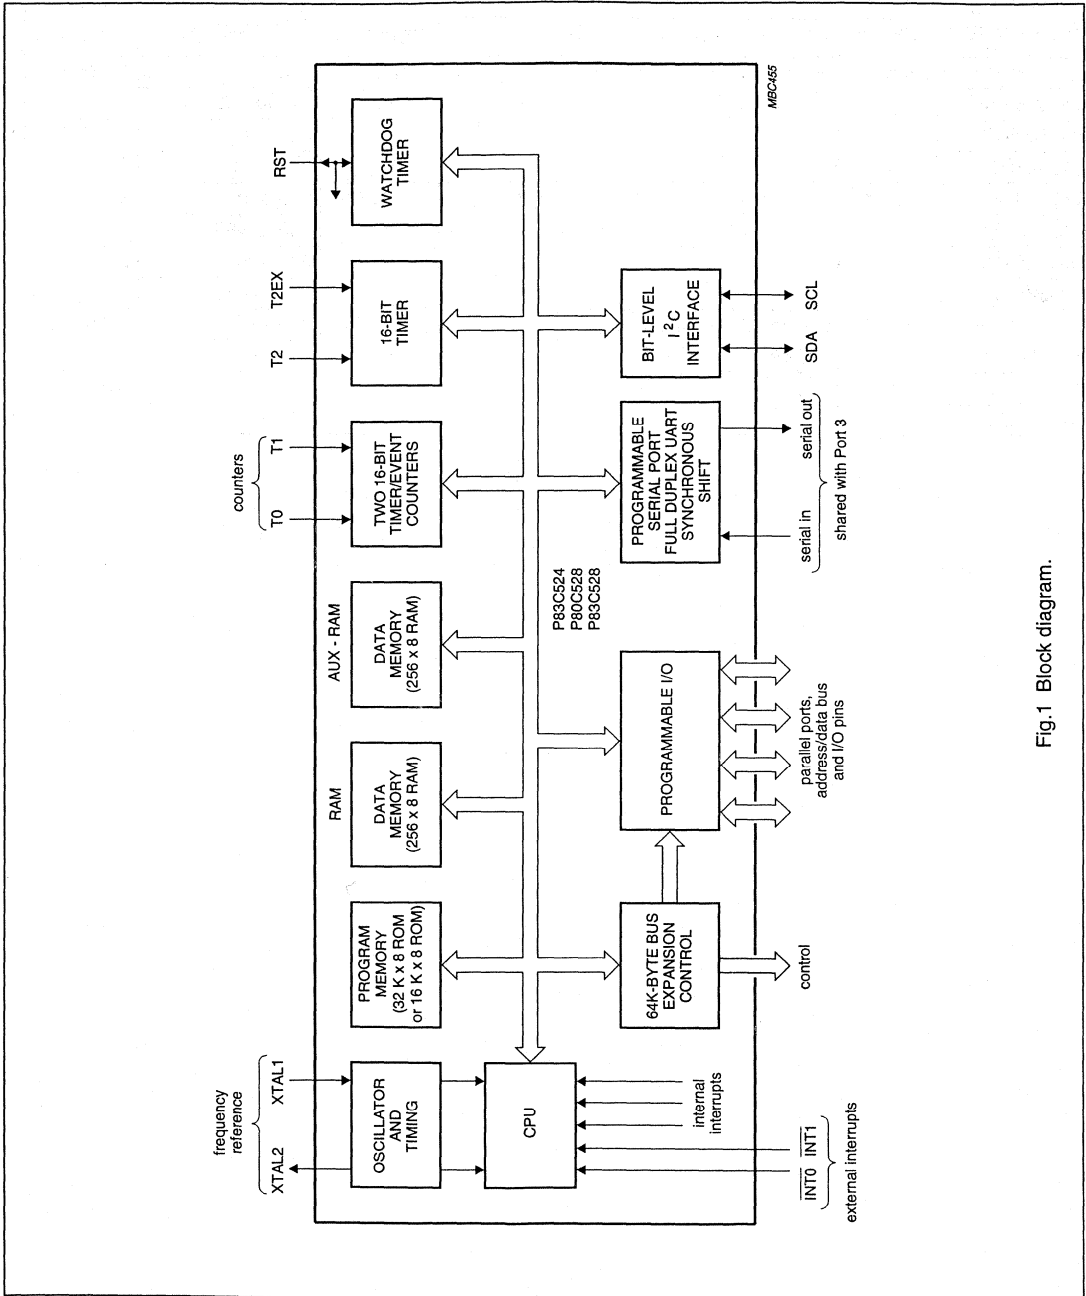 frequency
reference
XTAL2
XTAL1
counters
T0
T1
T2
T2EX
RST
OSCILLATOR
AND
TIMING
PROGRAM
MEMORY
(32 K x 8 ROM
or 16 K x 8 ROM)
RAM
DATA
MEMORY
(256 x 8 RAM)
AUX - RAM
DATA
MEMORY
(256 x 8 RAM)
TWO 16-BIT
TIMER/EVENT
COUNTERS
16-BIT
TIMER
WATCHDOG
TIMER
CPU
P83C524
P80C528
P83C528
64K-BYTE BUS
EXPANSION
CONTROL
PROGRAMMABLE I/O
PROGRAMMABLE
SERIAL PORT
FULL DUPLEX UART
SYNCHRONOUS
SHIFT
BIT-LEVEL
I²C
INTERFACE
internal
interrupts
INT0
INT1
external interrupts
control
parallel ports,
address/data bus
and I/O pins
serial in
serial out
shared with Port 3
SDA
SCL
MBC455
Fig.1 Block diagram.